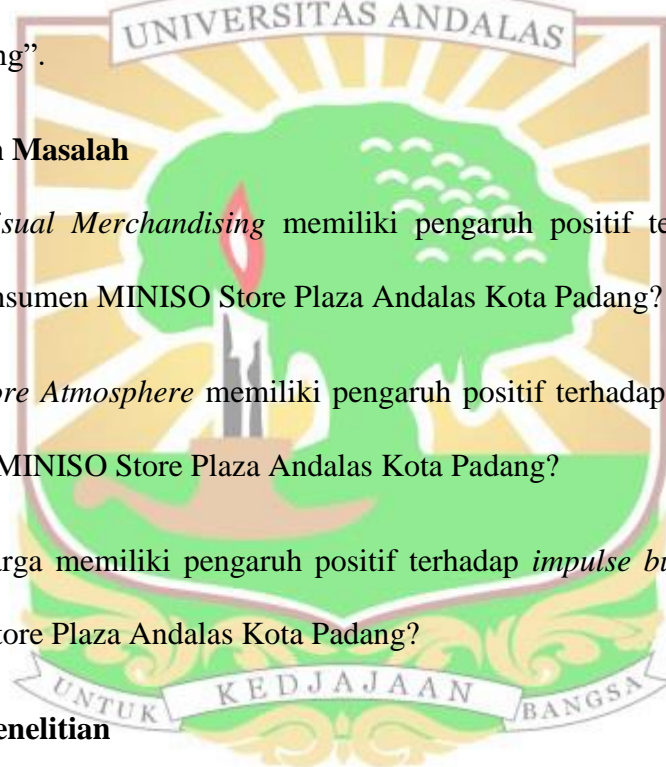 UNIVERSITAS ANDALAS
ng”.
n Masalah
isual Merchandising memiliki pengaruh positif te
nsumen MINISO Store Plaza Andalas Kota Padang?
ore Atmosphere memiliki pengaruh positif terhadap
MINISO Store Plaza Andalas Kota Padang?
arga memiliki pengaruh positif terhadap impulse bu
tore Plaza Andalas Kota Padang?
UNTUK KEDJAJAAN BANGSA
enelitian